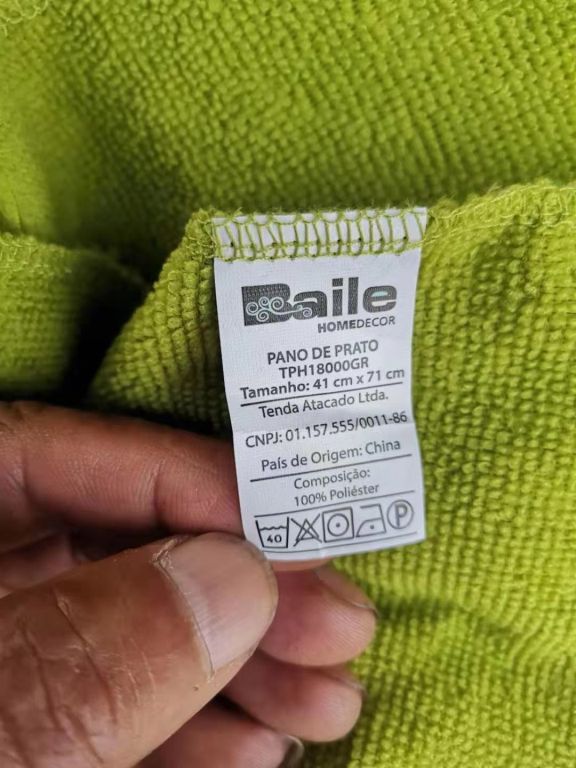 Baile
HOMEDECOR
PANO DE PRATO
TPH18000GR
Tamanho: 41 cm x 71 cm
Tenda Atacado Ltda.
CNPJ: 01.157.555/0011-86
País de Origem: China
Composição:
100% Poliéster
40 P